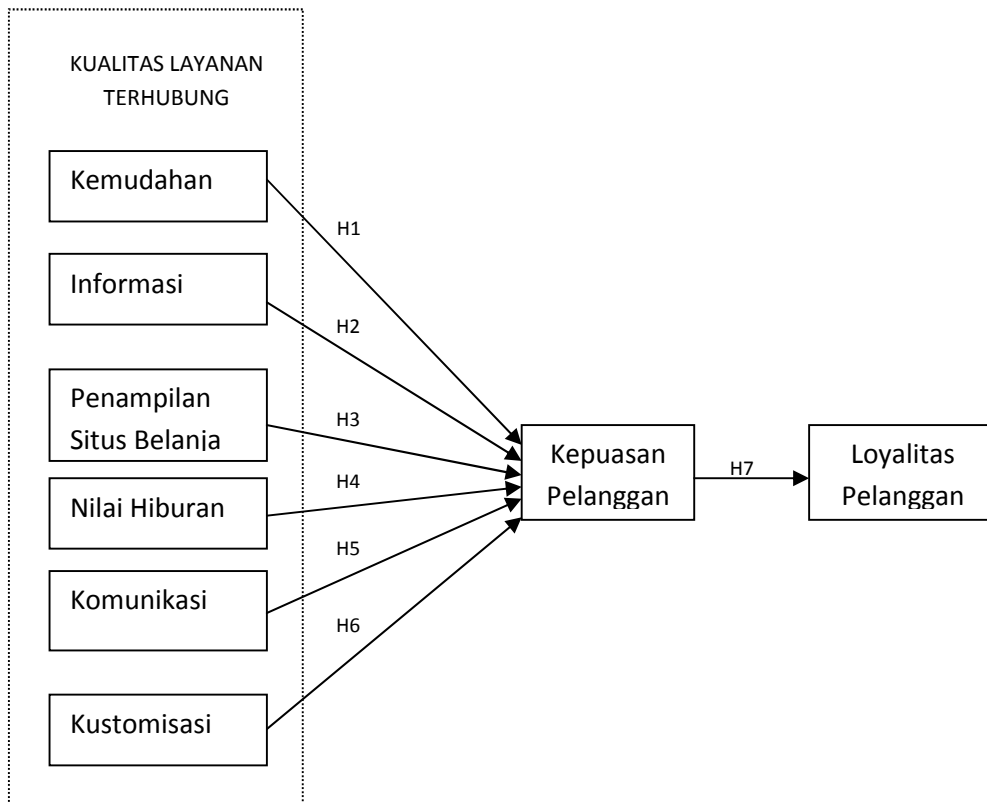 KUALITAS LAYANAN
TERHUBUNG
Kemudahan
H1
Informasi
H2
Penampilan
Situs Belanja
H3
Nilai Hiburan
H4
Komunikasi
H5
Kustomisasi
H6
Kepuasan
Pelanggan
H7
Loyalitas
Pelanggan